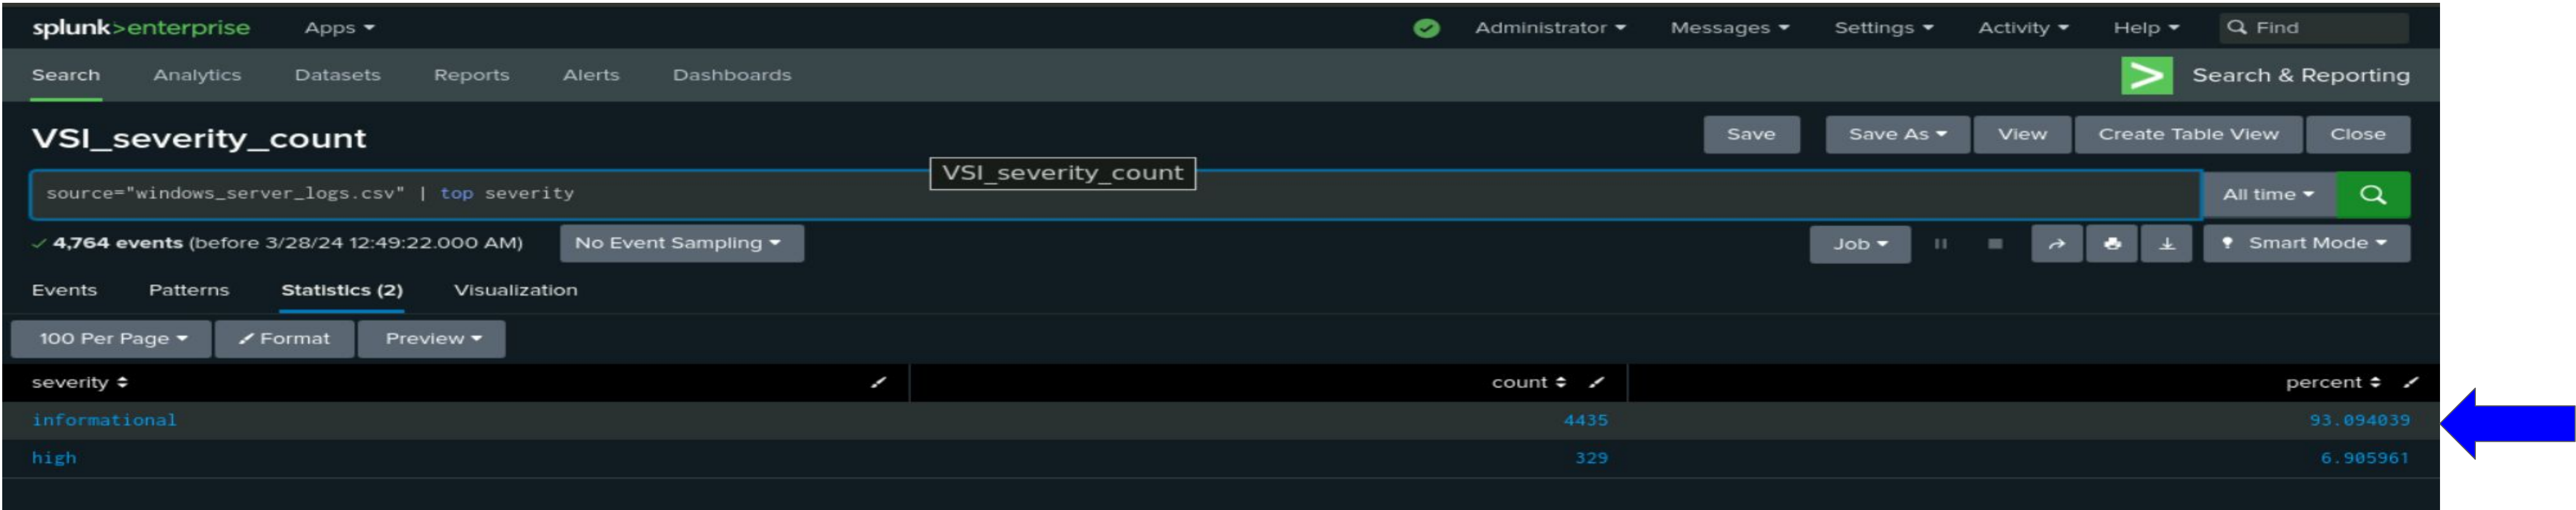 splunk>enterprise Apps Administrator Messages Settings Activity Help Find
Search Analytics Datasets Reports Alerts Dashboards Search & Reporting
VSI_severity_count Save Save As View Create Table View Close
VSI_severity_count
source="windows_server_logs.csv" | top severity All time
4,764 events (before 3/28/24 12:49:22.000 AM) No Event Sampling Job Smart Mode
Events Patterns Statistics (2) Visualization
100 Per Page Format Preview
severity count percent
informational 4435 93.094039
high 329 6.905961